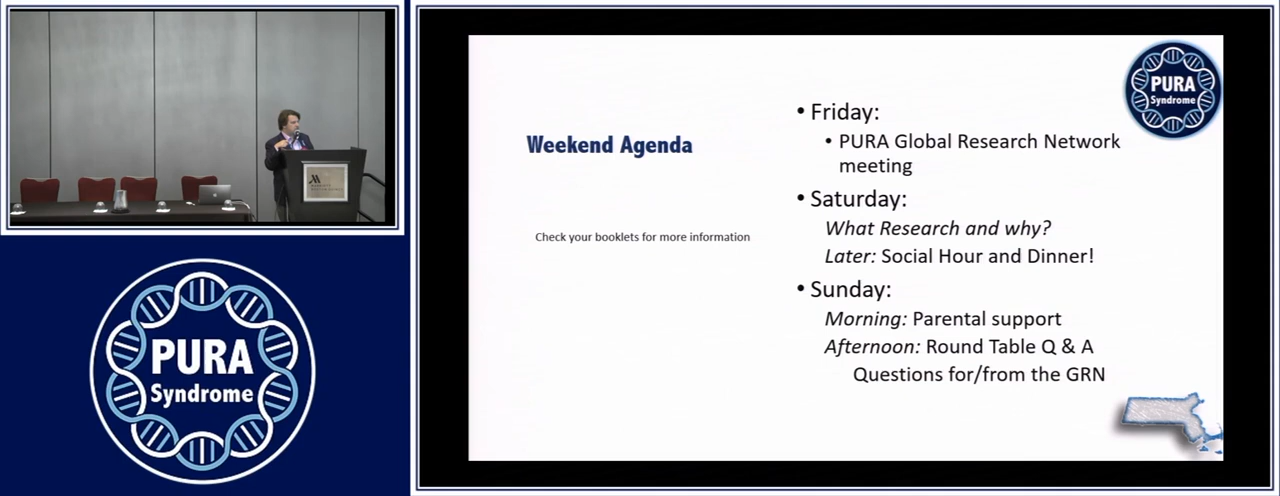 PURA
Syndrome
Weekend Agenda
Check your booklets for more information
• Friday:
• PURA Global Research Network
meeting
• Saturday:
What Research and why?
Later: Social Hour and Dinner!
• Sunday:
Morning: Parental support
Afternoon: Round Table Q & A
Questions for/from the GRN
PURA
Syndrome